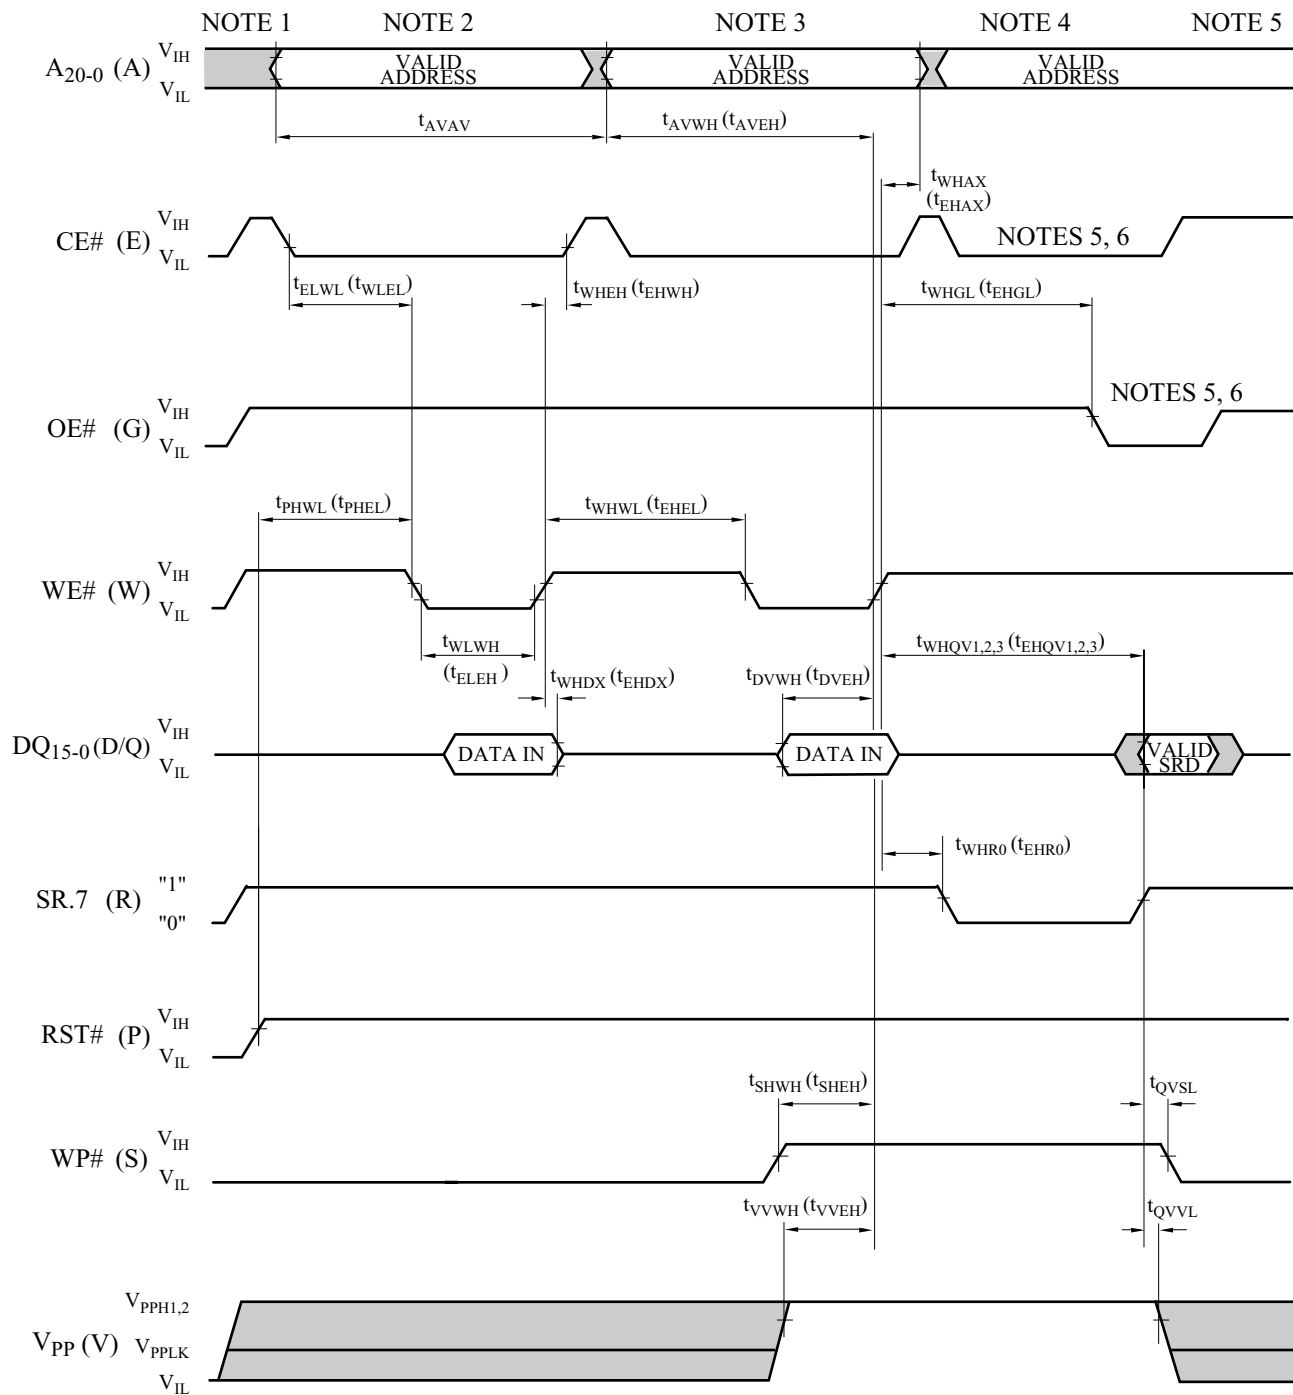 NOTE 1 NOTE 2 NOTE 3 NOTE 4 NOTE 5
A20-0 (A) VIH VIL
VALID ADDRESS VALID ADDRESS VALID ADDRESS
tAVAV tAVWH (tAVEH)
tWHAX
(tEHAX)
CE# (E) VIH VIL
NOTES 5, 6
tELWL (tWLEL) tWHEH (tEHWH) tWHGL (tEHGL)
OE# (G) VIH VIL
NOTES 5, 6
tPHWL (tPHEL) tWHWL (tEHEL)
WE# (W) VIH VIL
tWLWH
(tELEH)
tWHDX (tEHDX) tDVWH (tDVEH) tWHQV1,2,3 (tEHQV1,2,3)
DQ15-0 (D/Q) VIH VIL
DATA IN DATA IN VALID SRD
tWHR0 (tEHR0)
SR.7 (R) "1" "0"
RST# (P) VIH VIL
tSHWH (tSHEH) tQVSL
WP# (S) VIH VIL
tVVWH (tVVEH) tQVVL
VPP (V) VPPH1,2 VPPLK VIL